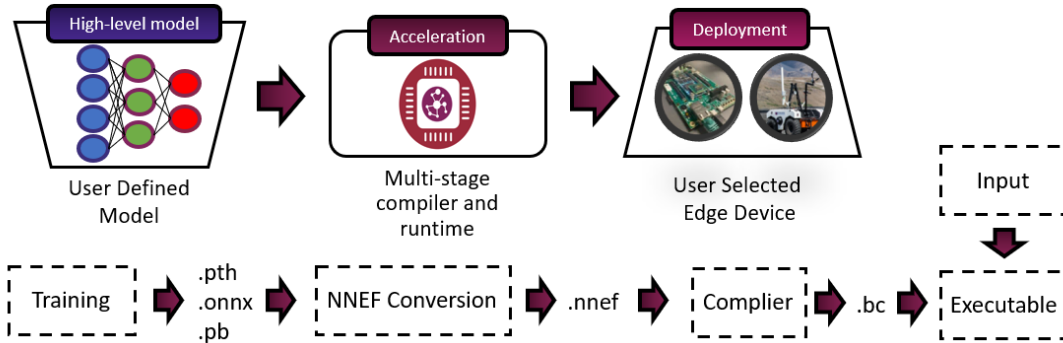 High-level model
Acceleration
Deployment
User Defined
Model
Multi-stage
compiler and
runtime
User Selected
Edge Device
Input
Training
.pth
.onnx
.pb
NNEF Conversion
.nnef
Complier
.bc
Executable